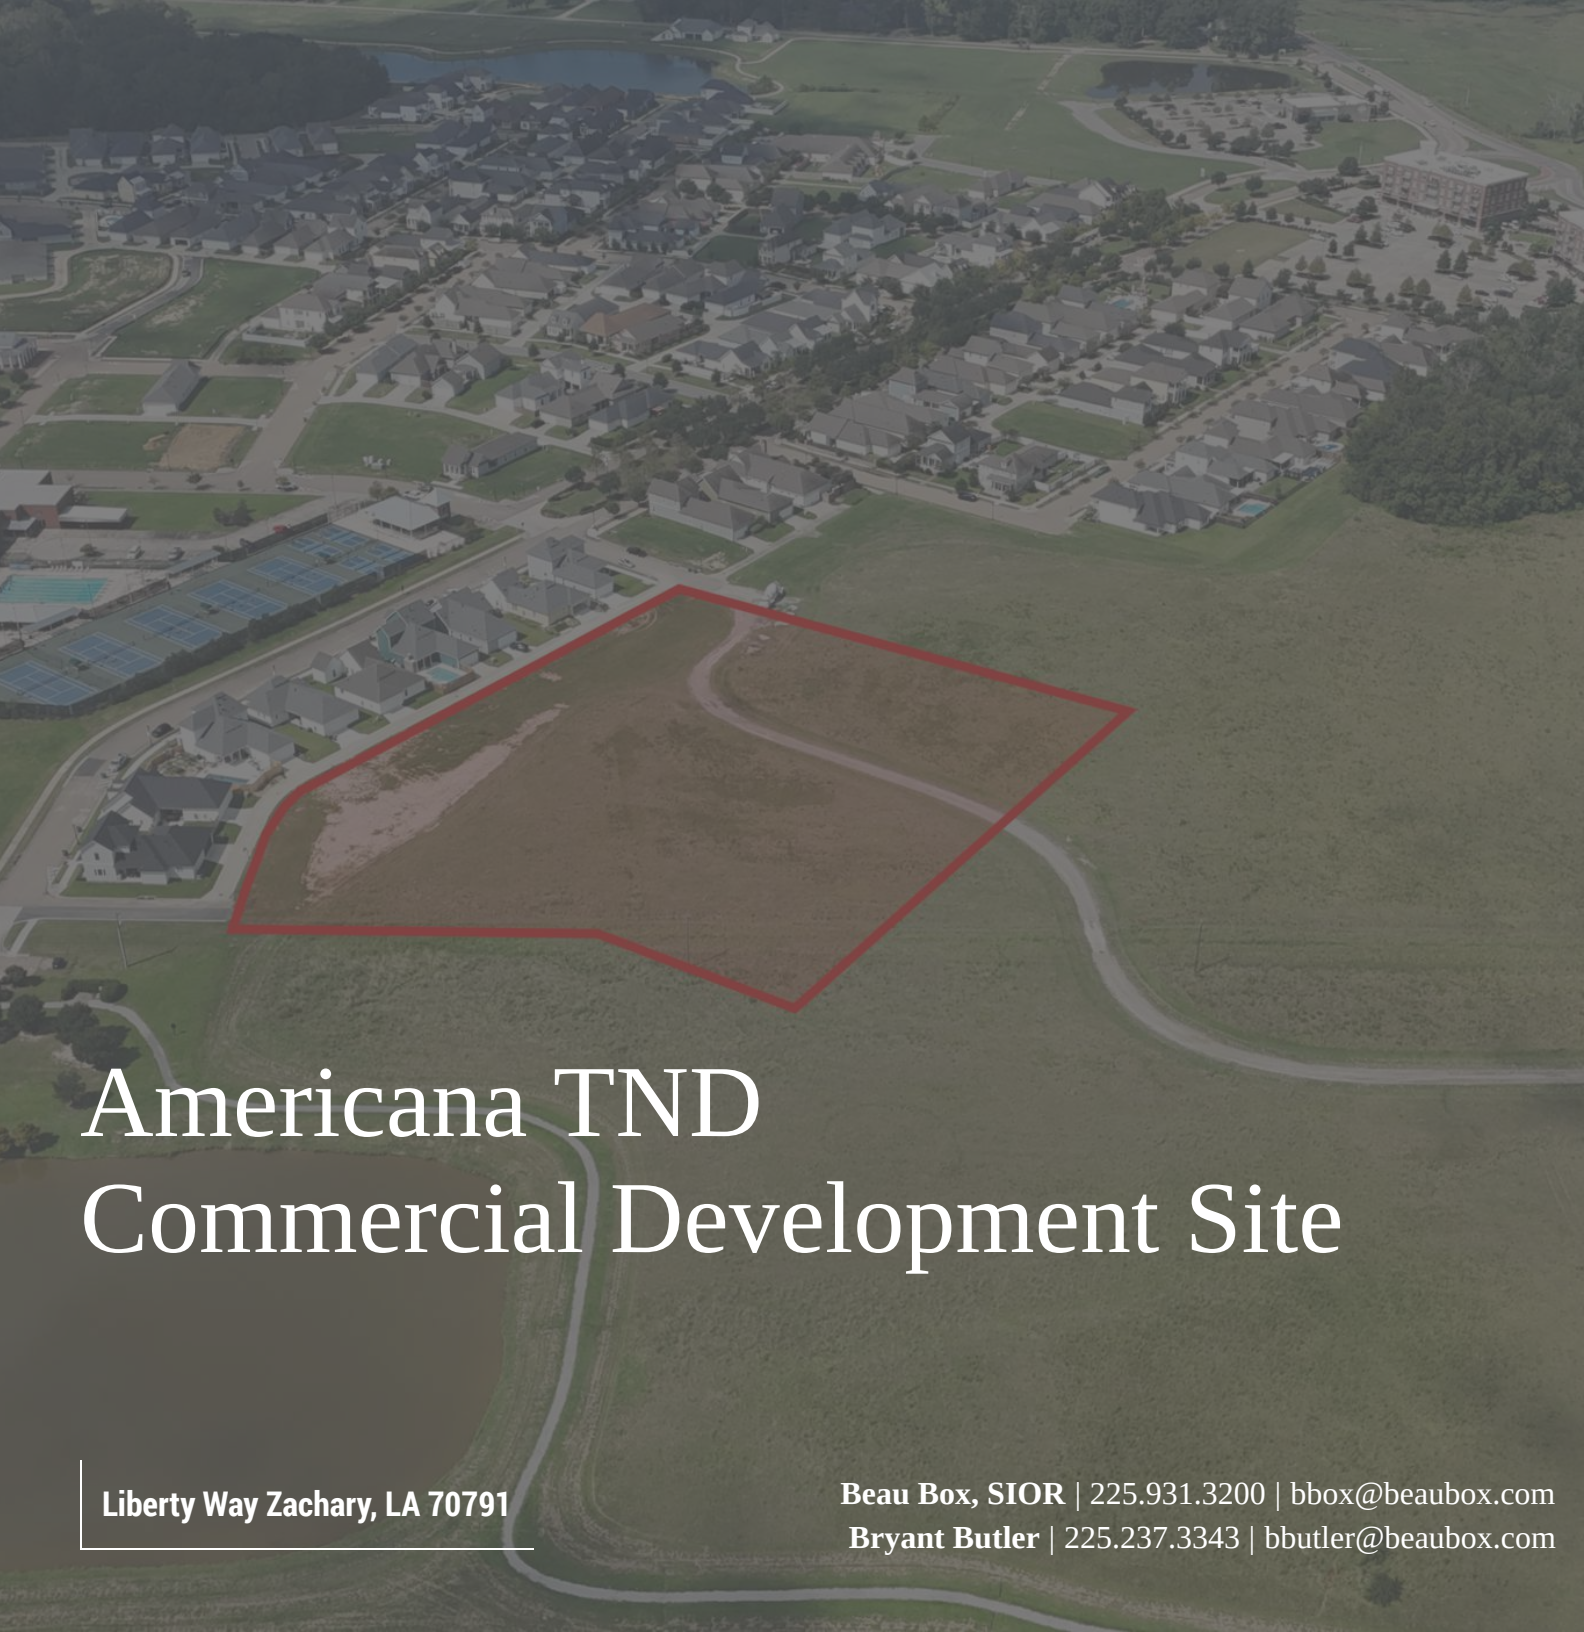 Americana TND
Commercial Development Site
Liberty Way Zachary, LA 70791
Beau Box, SIOR | 225.931.3200 | bbox@beaubox.com
Bryant Butler | 225.237.3343 | bbutler@beaubox.com